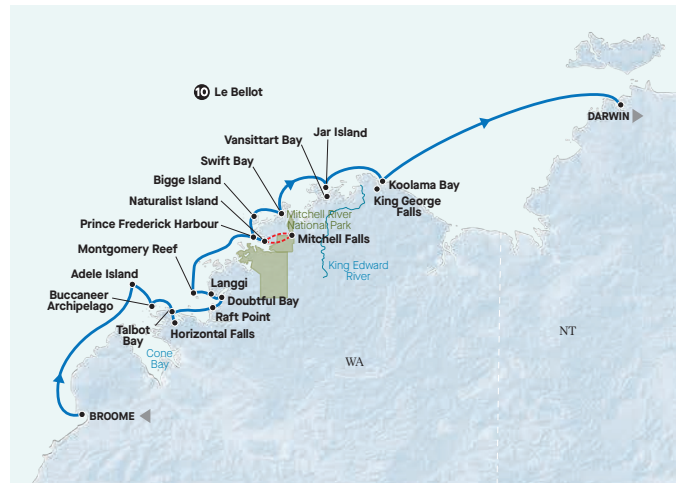 10 Le Bellot
DARWIN
Jar Island
Vansittart Bay
Swift Bay
Bigge Island
Koolama Bay
Naturalist Island
King George
Falls
Mitchell River
National Park
Prince Frederick Harbour
Mitchell Falls
Montgomery Reef
King Edward
River
Adele Island
Langgi
Buccaneer
Archipelago
Doubtful Bay
Raft Point
Talbot
Bay
Horizontal Falls
NT
Cone
Bay
WA
BROOME